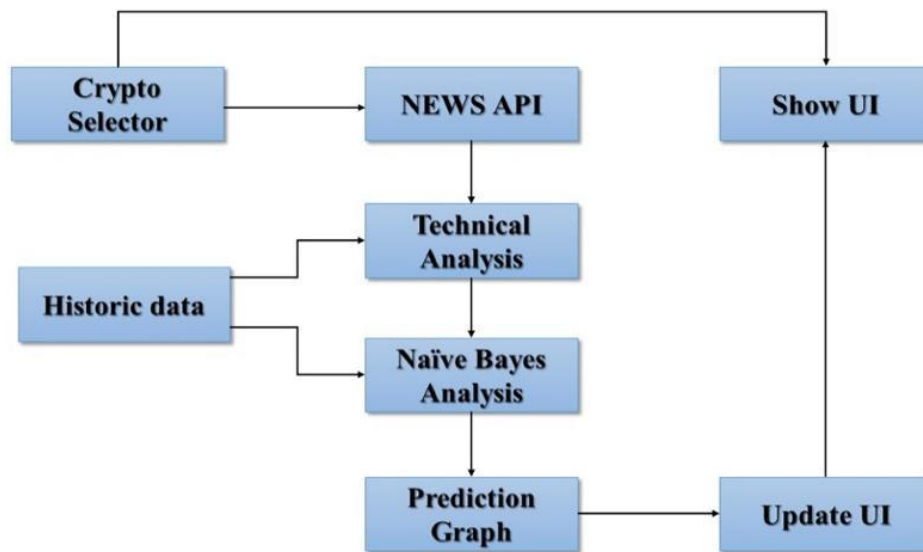 Crypto
Selector
NEWS API
Show UI
Technical
Analysis
Historic data
Naïve Bayes
Analysis
Prediction
Graph
Update UI